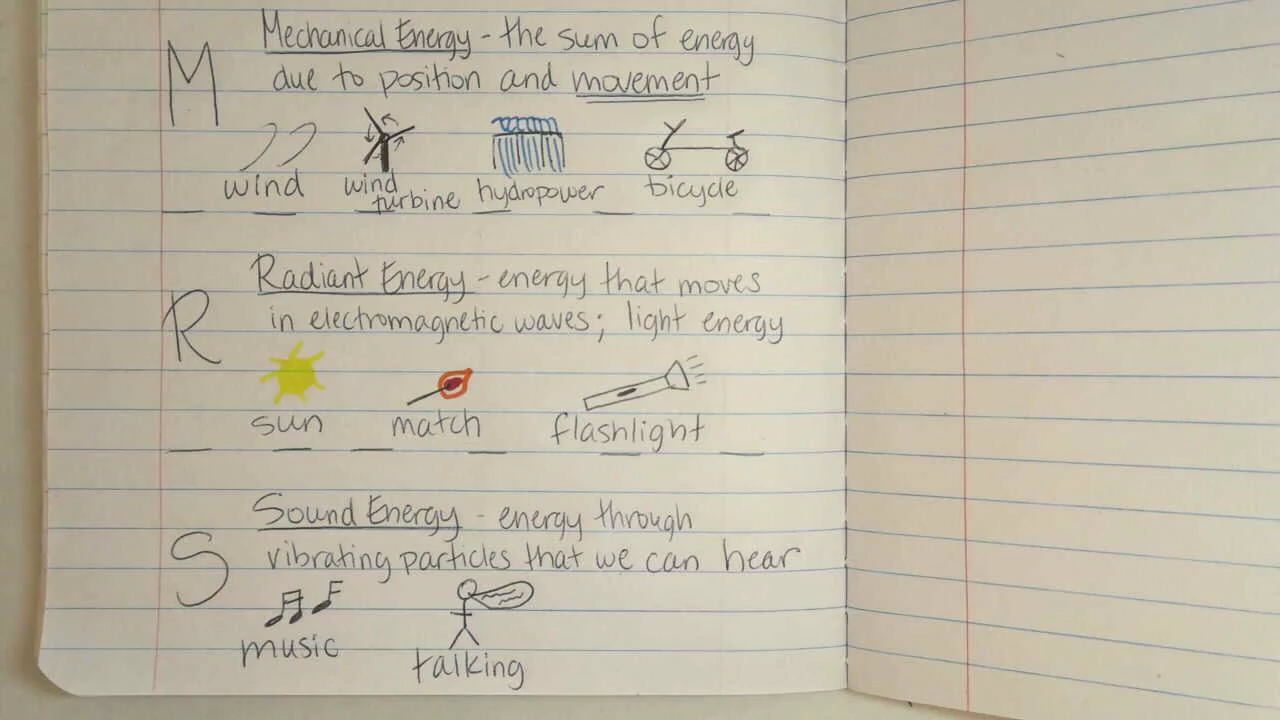 M
Mechanical Energy - the sum of energy
due to position and movement
wind wind turbine hydropower bicycle
R
Radiant Energy - energy that moves
in electromagnetic waves; light energy
sun match flashlight
S
Sound Energy - energy through
vibrating particles that we can hear
music talking